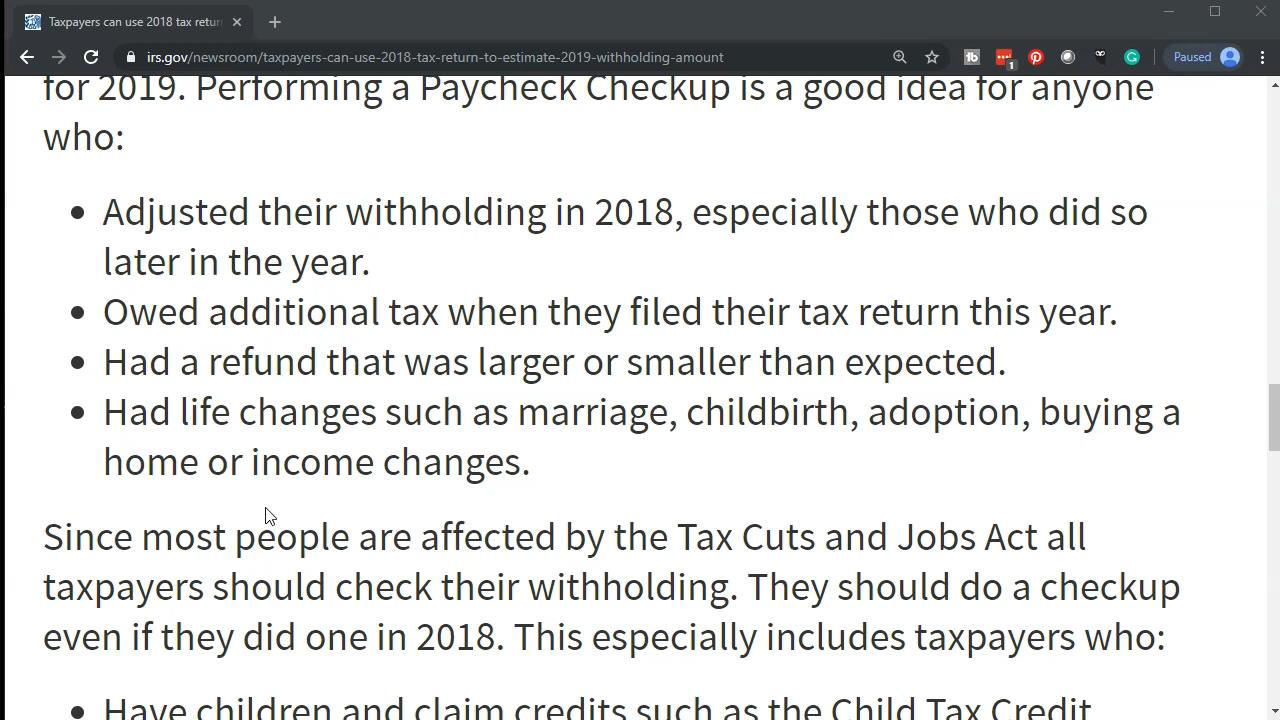 Taxpayers can use 2018 tax retur
irs.gov/newsroom/taxpayers-can-use-2018-tax-return-to-estimate-2019-withholding-amount
1
Paused
for 2019. Performing a Paycheck Checkup is a good idea for anyone
who:
• Adjusted their withholding in 2018, especially those who did so
later in the year.
• Owed additional tax when they filed their tax return this year.
• Had a refund that was larger or smaller than expected.
• Had life changes such as marriage, childbirth, adoption, buying a
home or income changes.
Since most people are affected by the Tax Cuts and Jobs Act all
taxpayers should check their withholding. They should do a checkup
even if they did one in 2018. This especially includes taxpayers who:
• Have children and claim credits such as the Child Tax Credit